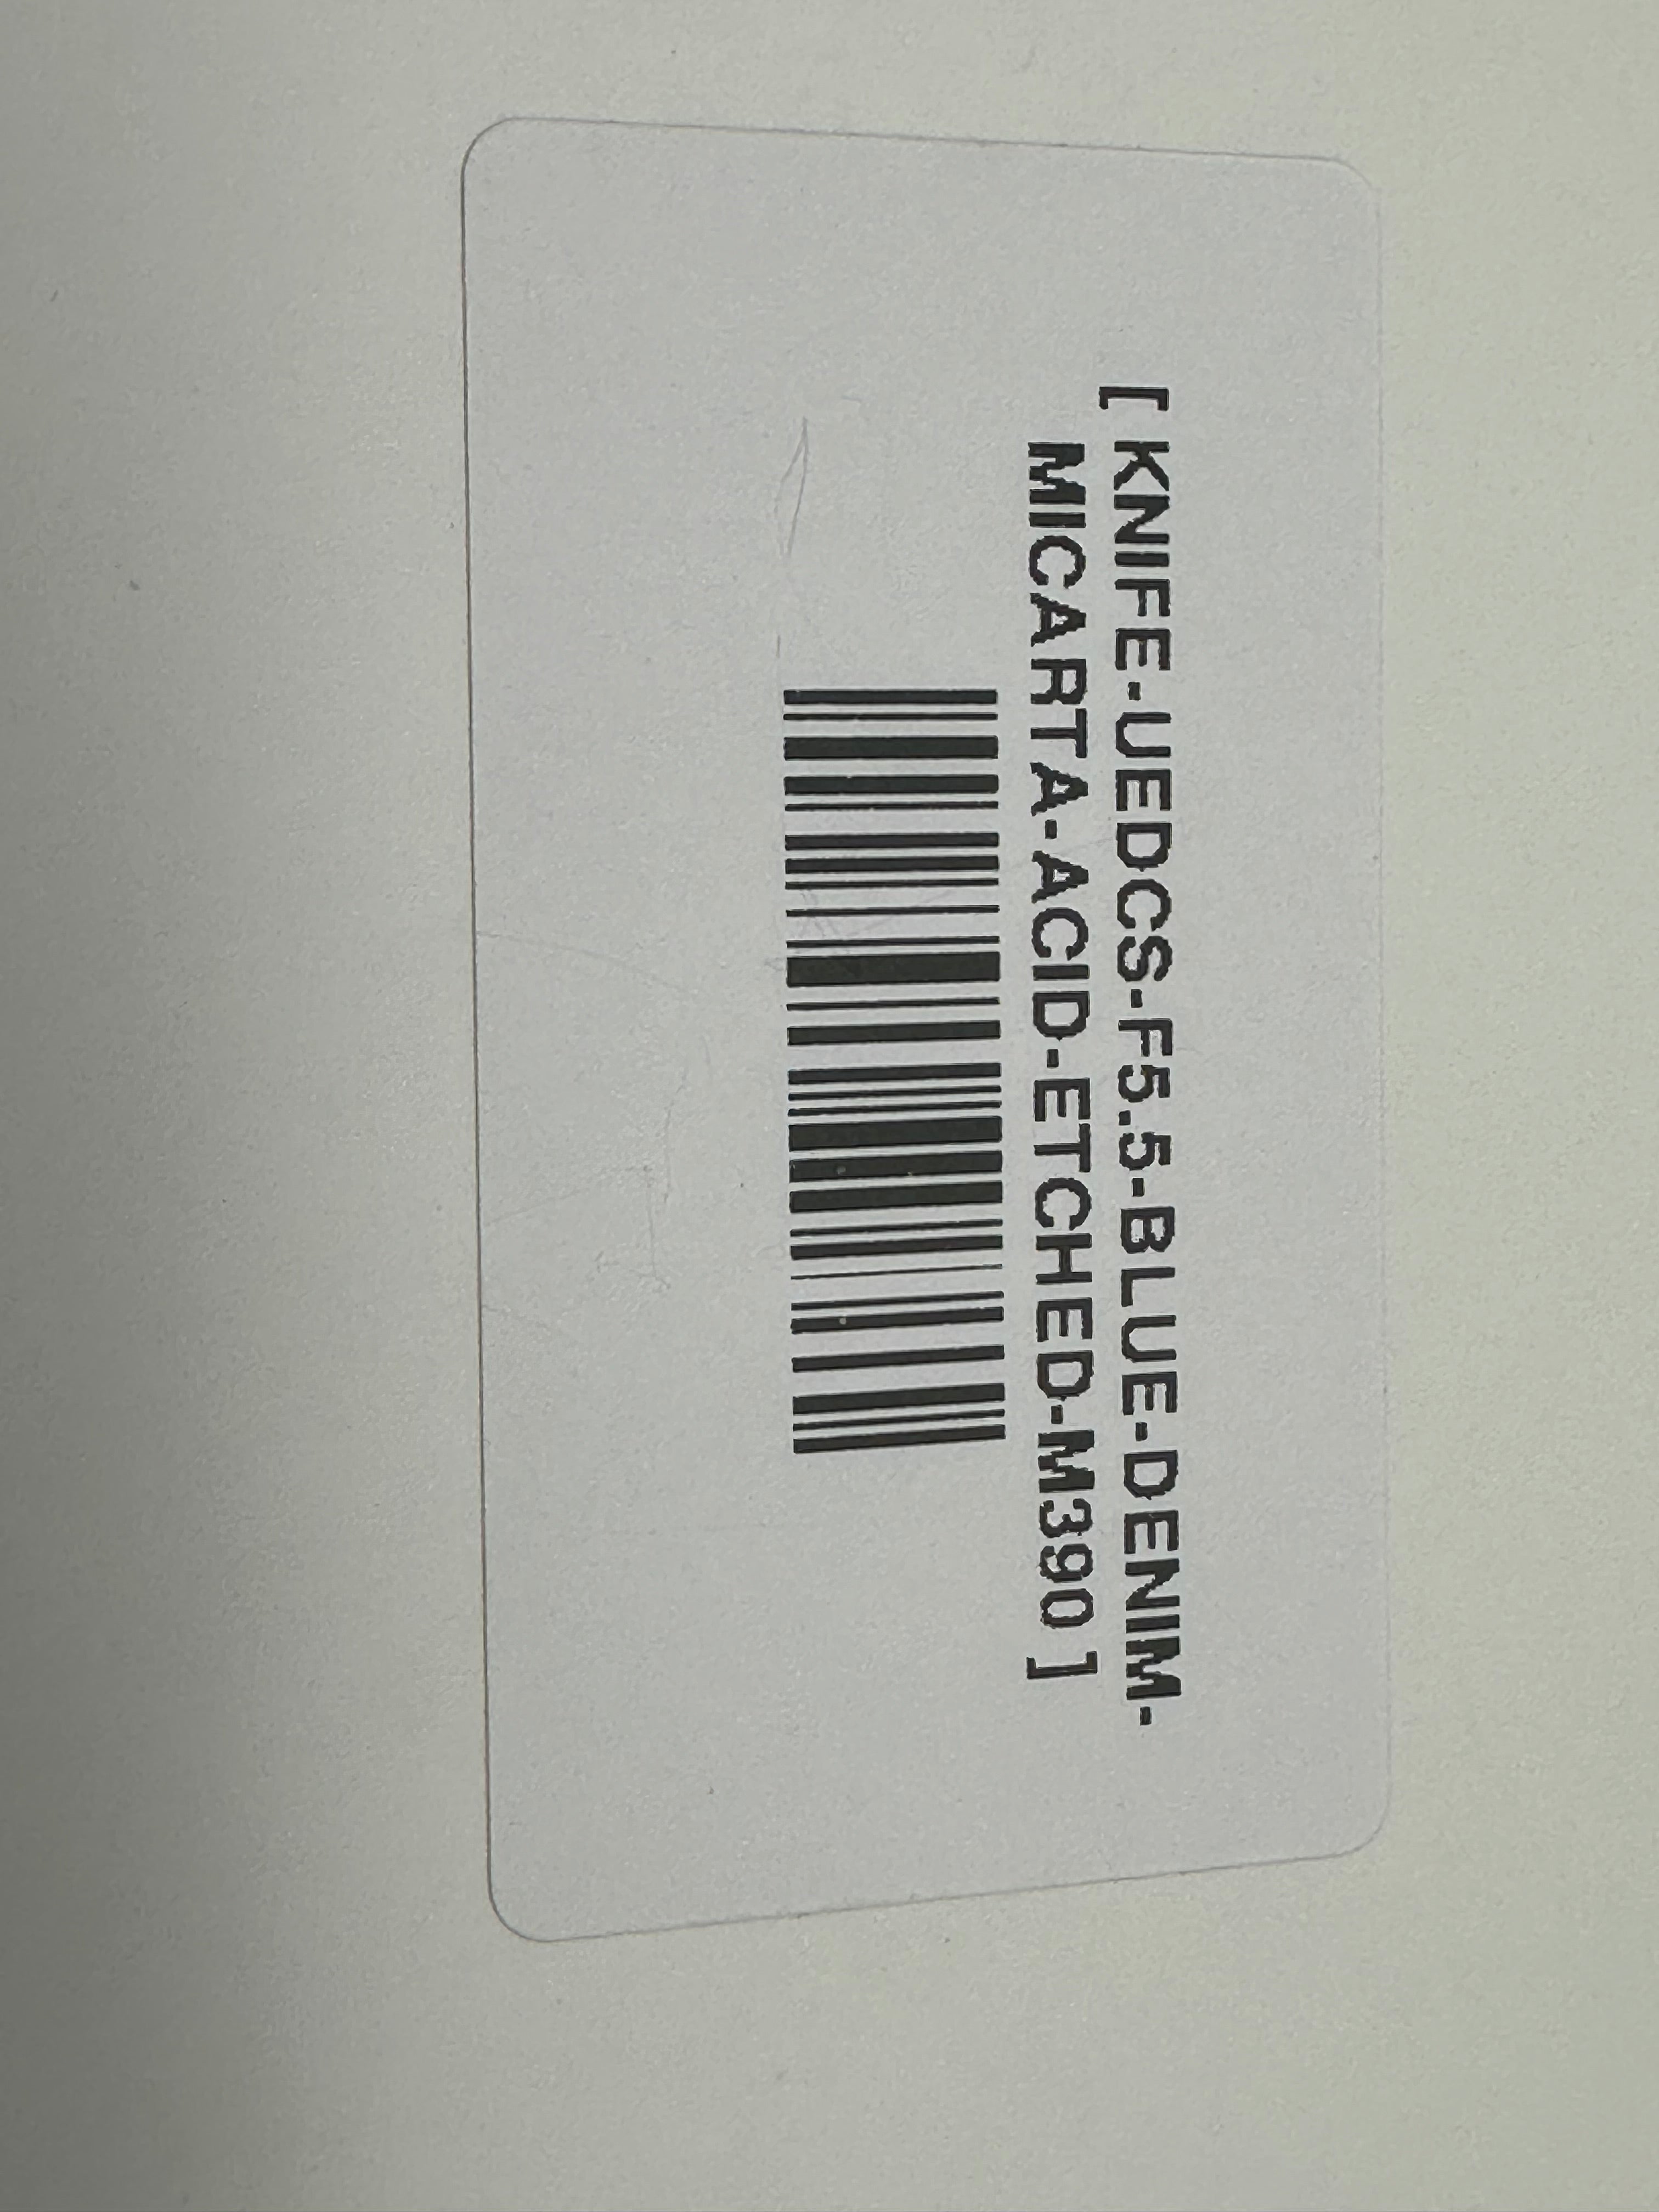 [ KNIFE-UEDCS-F5.5-BLUE-DENIM-
MICARTA-ACID-ETCHED-M390 ]